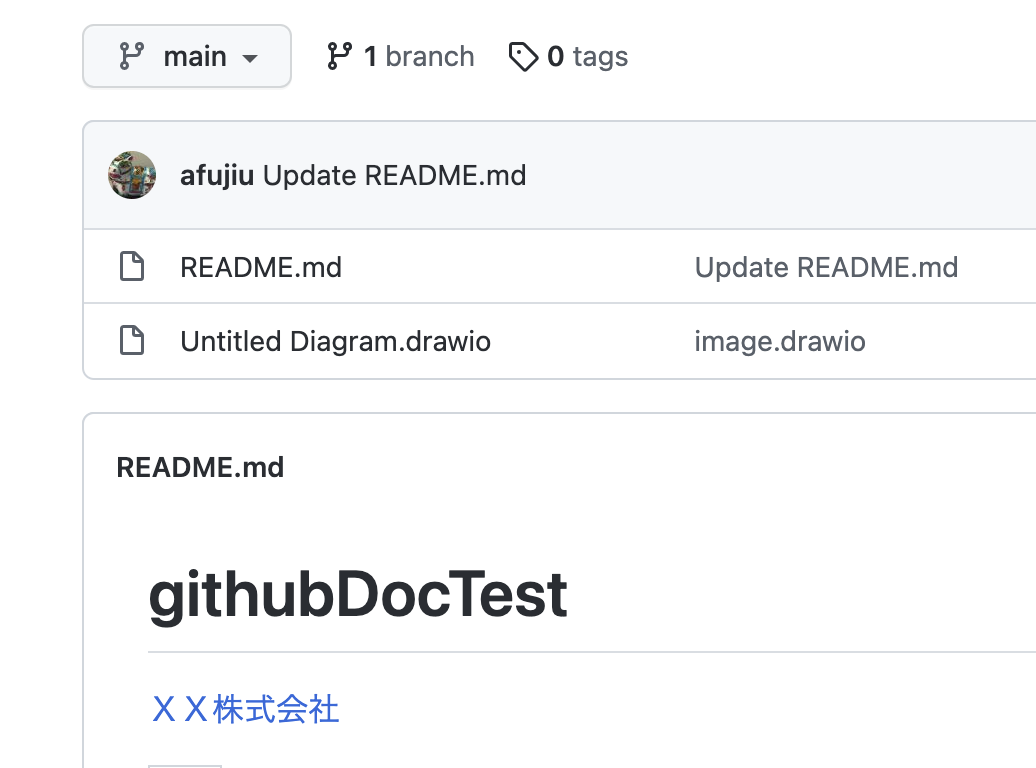 main 1 branch 0 tags
afujiu Update README.md
README.md Update README.md
Untitled Diagram.drawio image.drawio
README.md
githubDocTest
ＸＸ株式会社